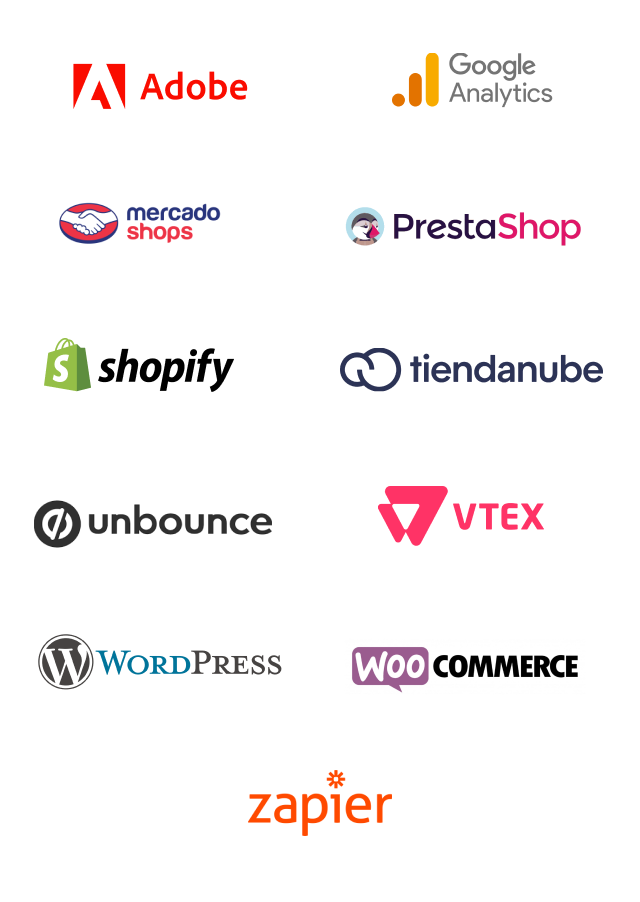 Adobe
Google
Analytics
mercado
shops
PrestaShop
shopify
tiendanube
unbounce
VTEX
WORDPRESS
WOO COMMERCE
zapier